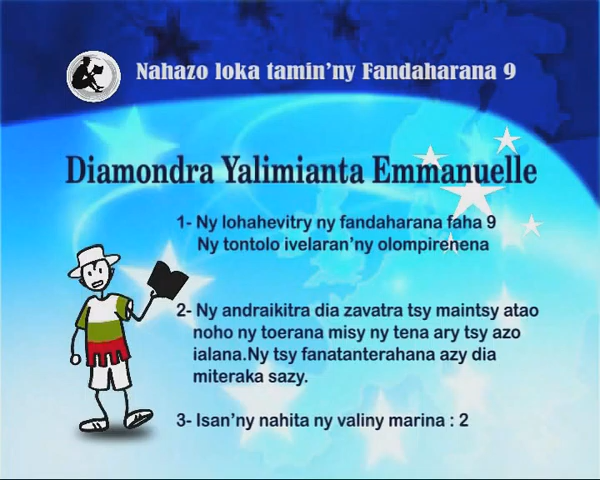 Nahazo loka tamin'ny Fandaharana 9
Diamondra Yalimianta Emmanuelle
1- Ny lohahevitry ny fandaharana faha 9
Ny tontolo ivelaran'ny olompirenena
2- Ny andraikitra dia zavatra tsy maintsy atao
noho ny toerana misy ny tena ary tsy azo
ialana.Ny tsy fanatanterahana azy dia
miteraka sazy.
3- Isan'ny nahita ny valiny marina : 2